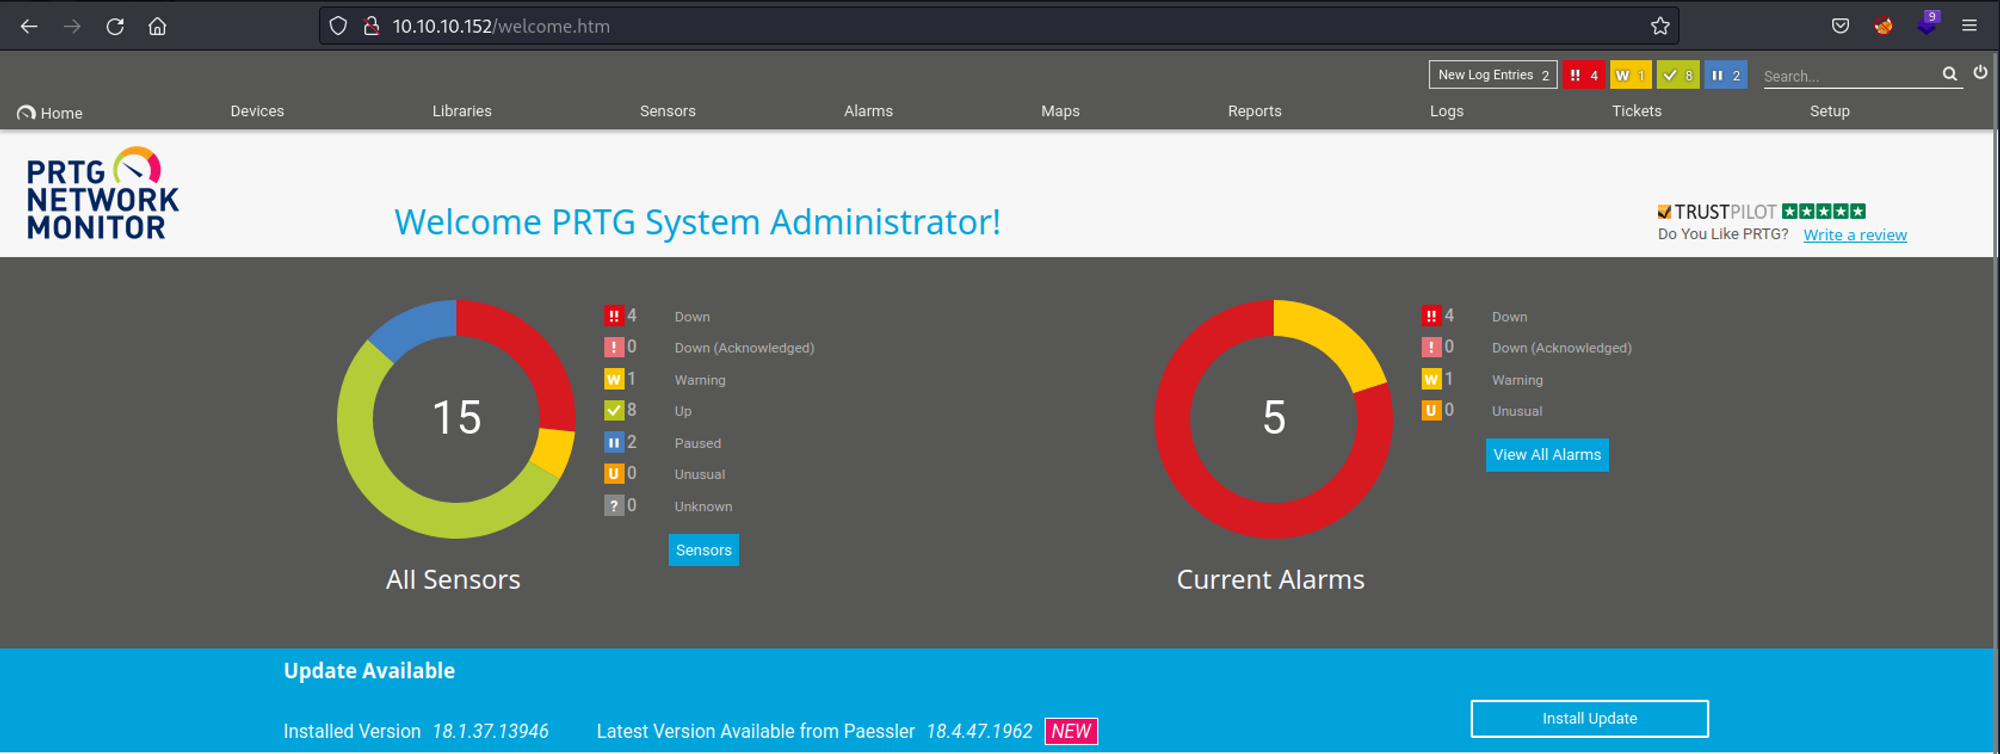 10.10.10.152/welcome.htm
9
New Log Entries 2 !! 4 W 1 8 2 Search...
Home Devices Libraries Sensors Alarms Maps Reports Logs Tickets Setup
PRTG
NETWORK
MONITOR
Welcome PRTG System Administrator!
TRUSTPILOT
Do You Like PRTG? Write a review
15
!! 4 Down
! 0 Down (Acknowledged)
W 1 Warning
8 Up
2 Paused
U 0 Unusual
? 0 Unknown
Sensors
All Sensors
5
!! 4 Down
! 0 Down (Acknowledged)
W 1 Warning
U 0 Unusual
View All Alarms
Current Alarms
Update Available
Installed Version 18.1.37.13946 Latest Version Available from Paessler 18.4.47.1962 NEW
Install Update